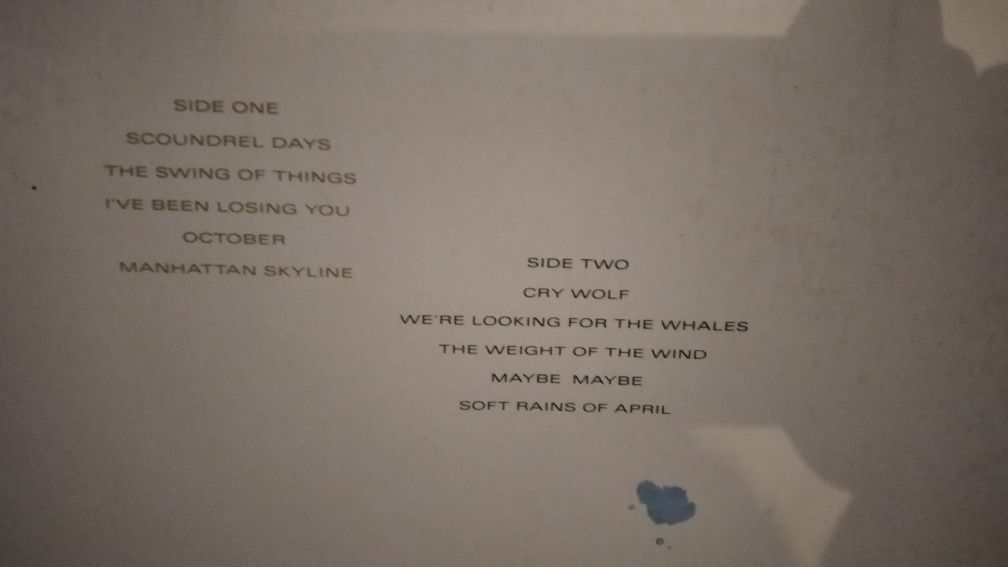 SIDE ONE
SCOUNDREL DAYS
THE SWING OF THINGS
I'VE BEEN LOSING YOU
OCTOBER
MANHATTAN SKYLINE
SIDE TWO
CRY WOLF
WE'RE LOOKING FOR THE WHALES
THE WEIGHT OF THE WIND
MAYBE MAYBE
SOFT RAINS OF APRIL